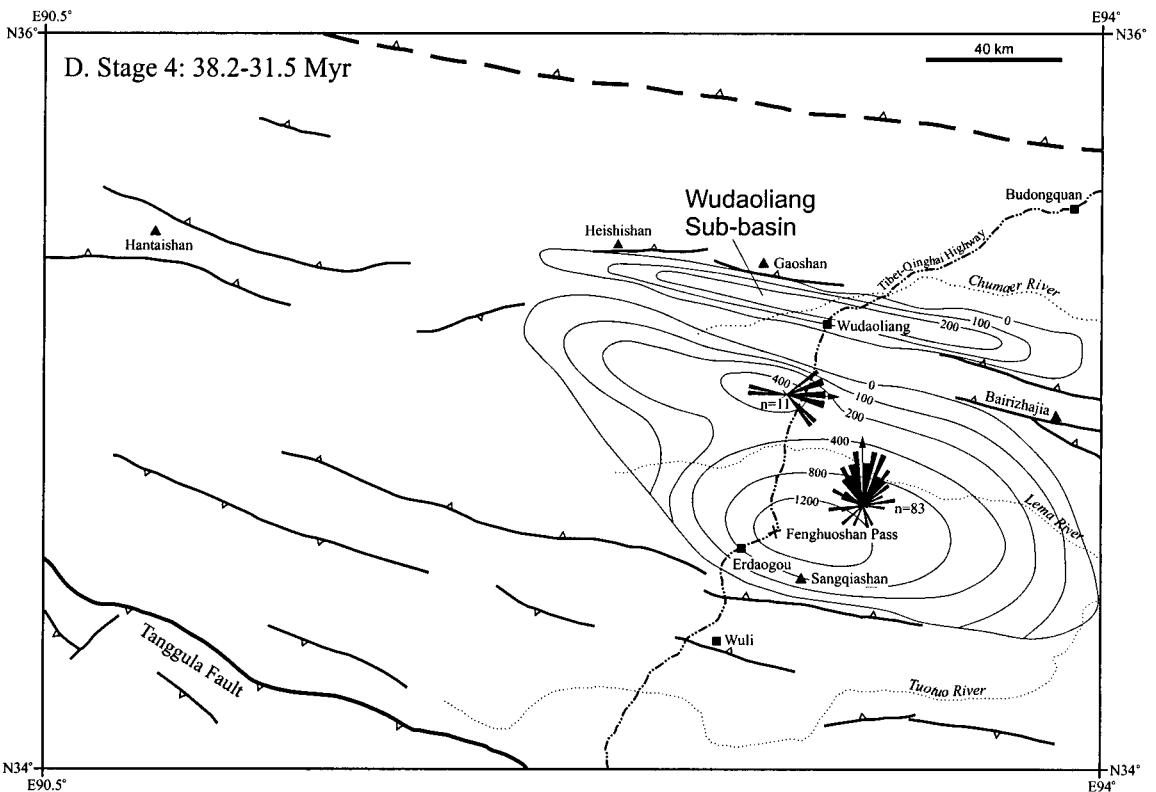 E90.5°
E94°
N36°
N36°
D. Stage 4: 38.2-31.5 Myr
40 km
Wudaoliang
Sub-basin
Budongquan
Heishishan
Hantaishan
Gaoshan
Tibet-Qinghai Highway
Chumaer River
0
100
200
Wudaoliang
400
n=11
0
100
200
Bairizhajia
400
800
1200
n=83
Lema River
Fenghuoshan Pass
Erdaogou
Sangqiashan
Tanggula Fault
Wuli
Tuotuo River
N34°
N34°
E90.5°
E94°